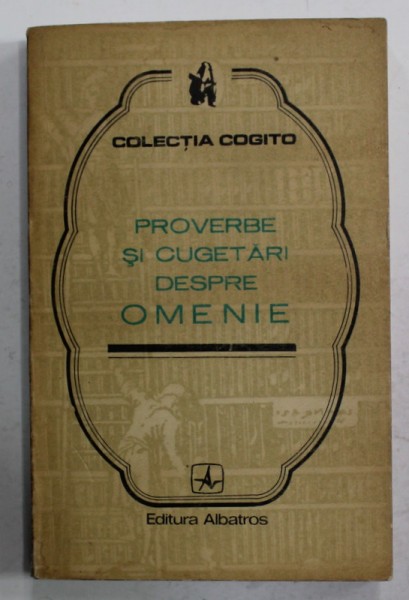 COLECȚIA COGITO
PROVERBE
ȘI CUGETĂRI
DESPRE
OMENIE
Editura Albatros